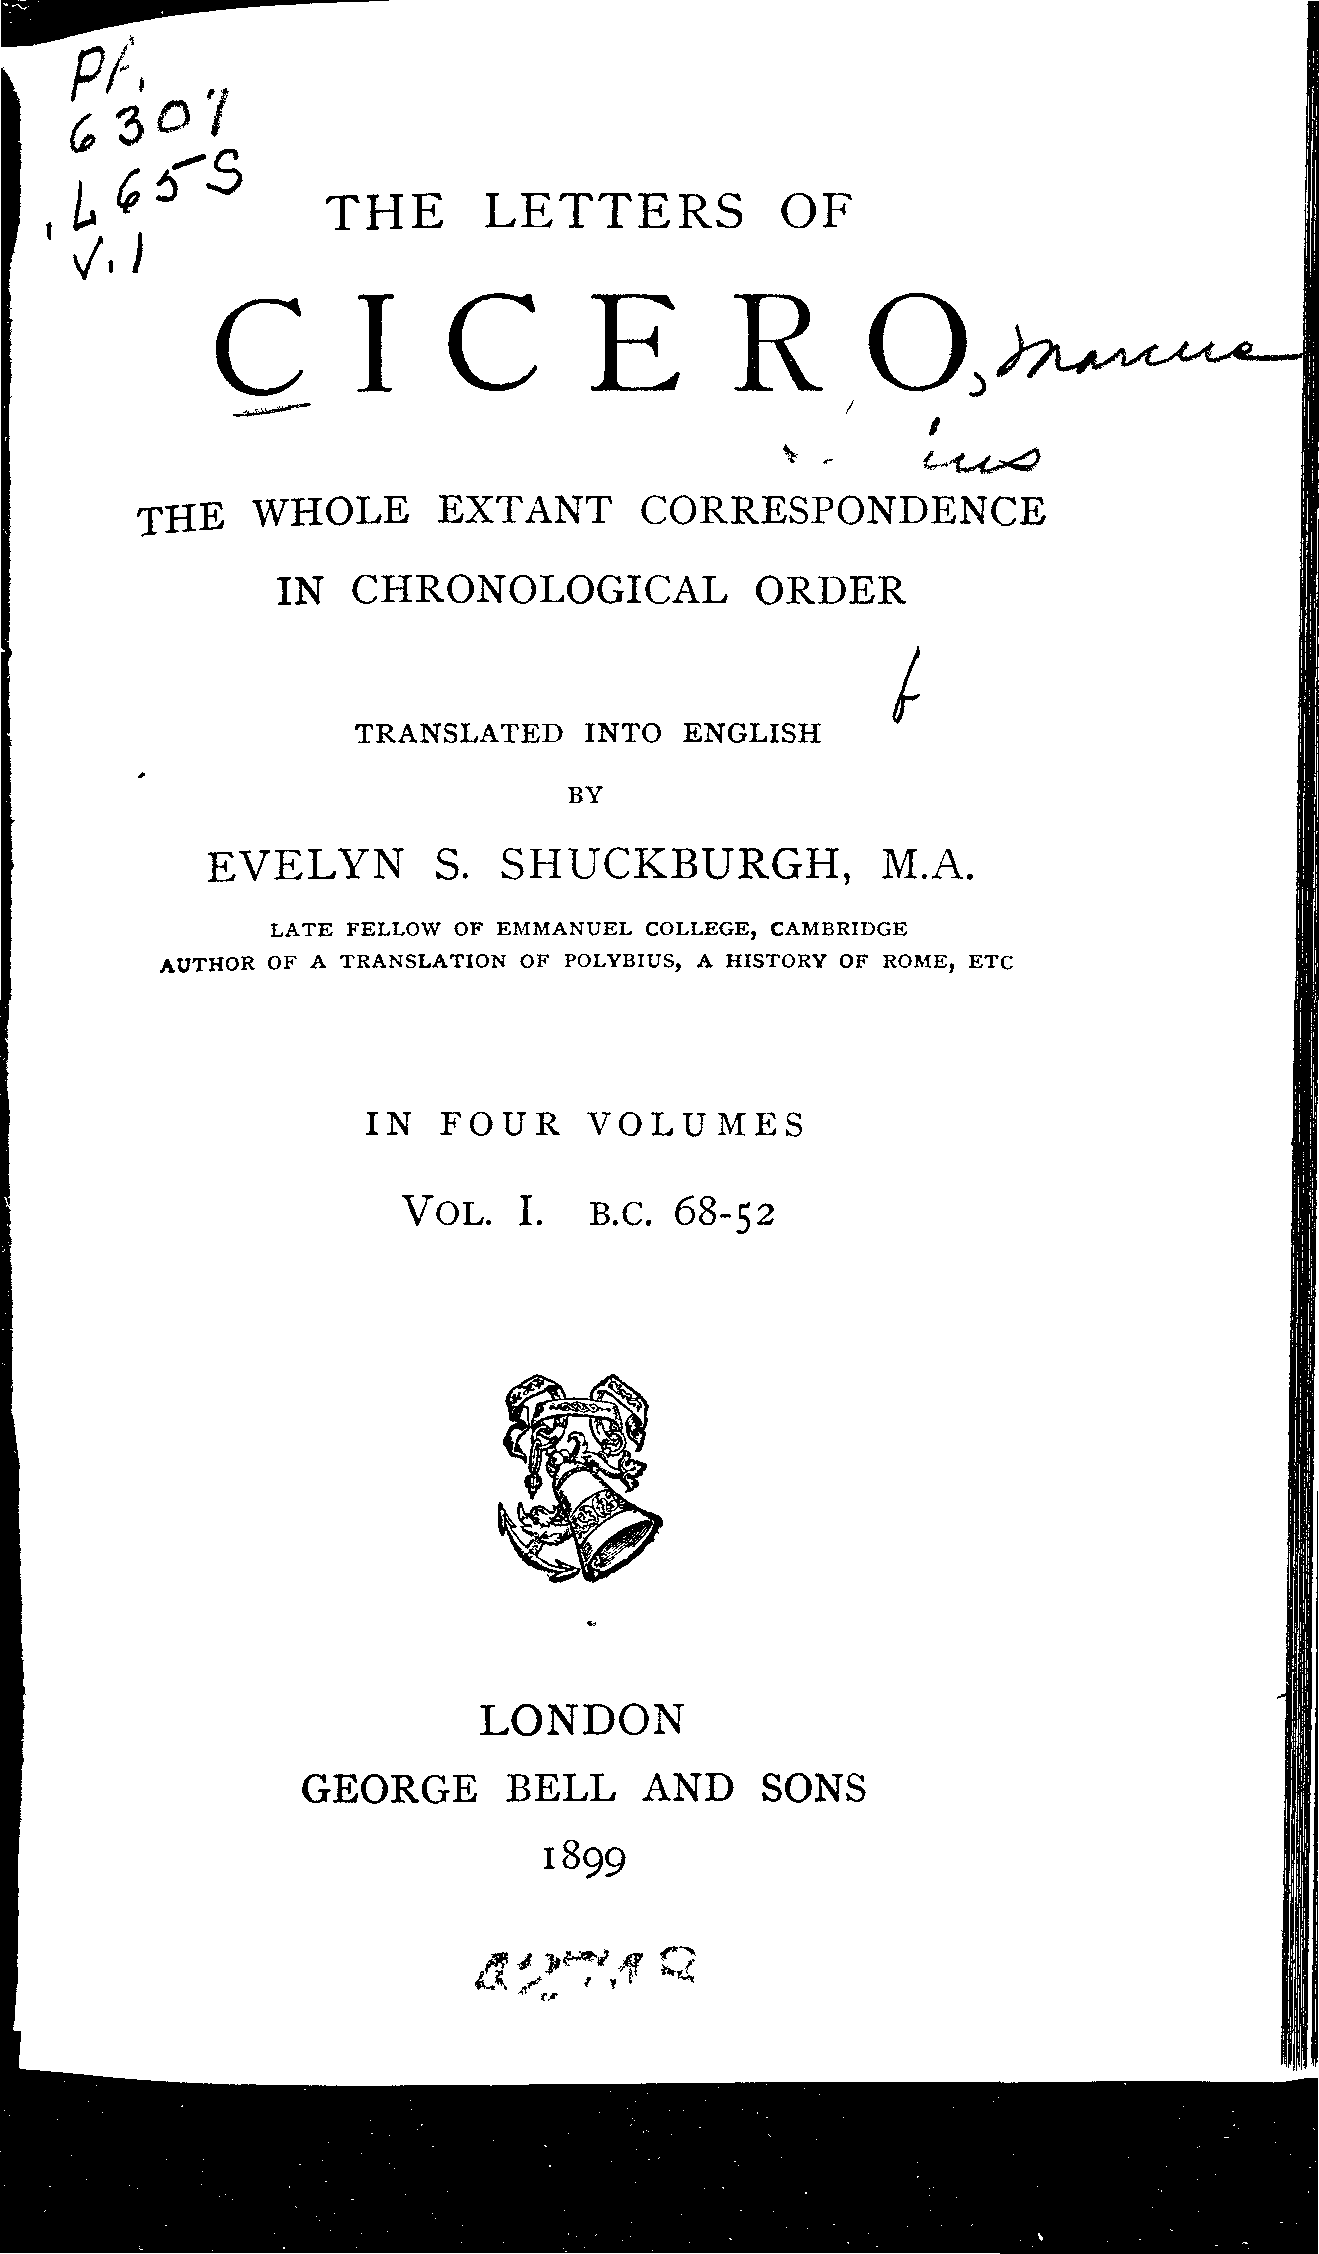 PA
6307
.L65S
v.1
THE LETTERS OF
CICERO, Marcus
ius
THE WHOLE EXTANT CORRESPONDENCE
IN CHRONOLOGICAL ORDER
TRANSLATED INTO ENGLISH
BY
EVELYN S. SHUCKBURGH, M.A.
LATE FELLOW OF EMMANUEL COLLEGE, CAMBRIDGE
AUTHOR OF A TRANSLATION OF POLYBIUS, A HISTORY OF ROME, ETC
IN FOUR VOLUMES
VOL. I. B.C. 68-52
LONDON
GEORGE BELL AND SONS
1899